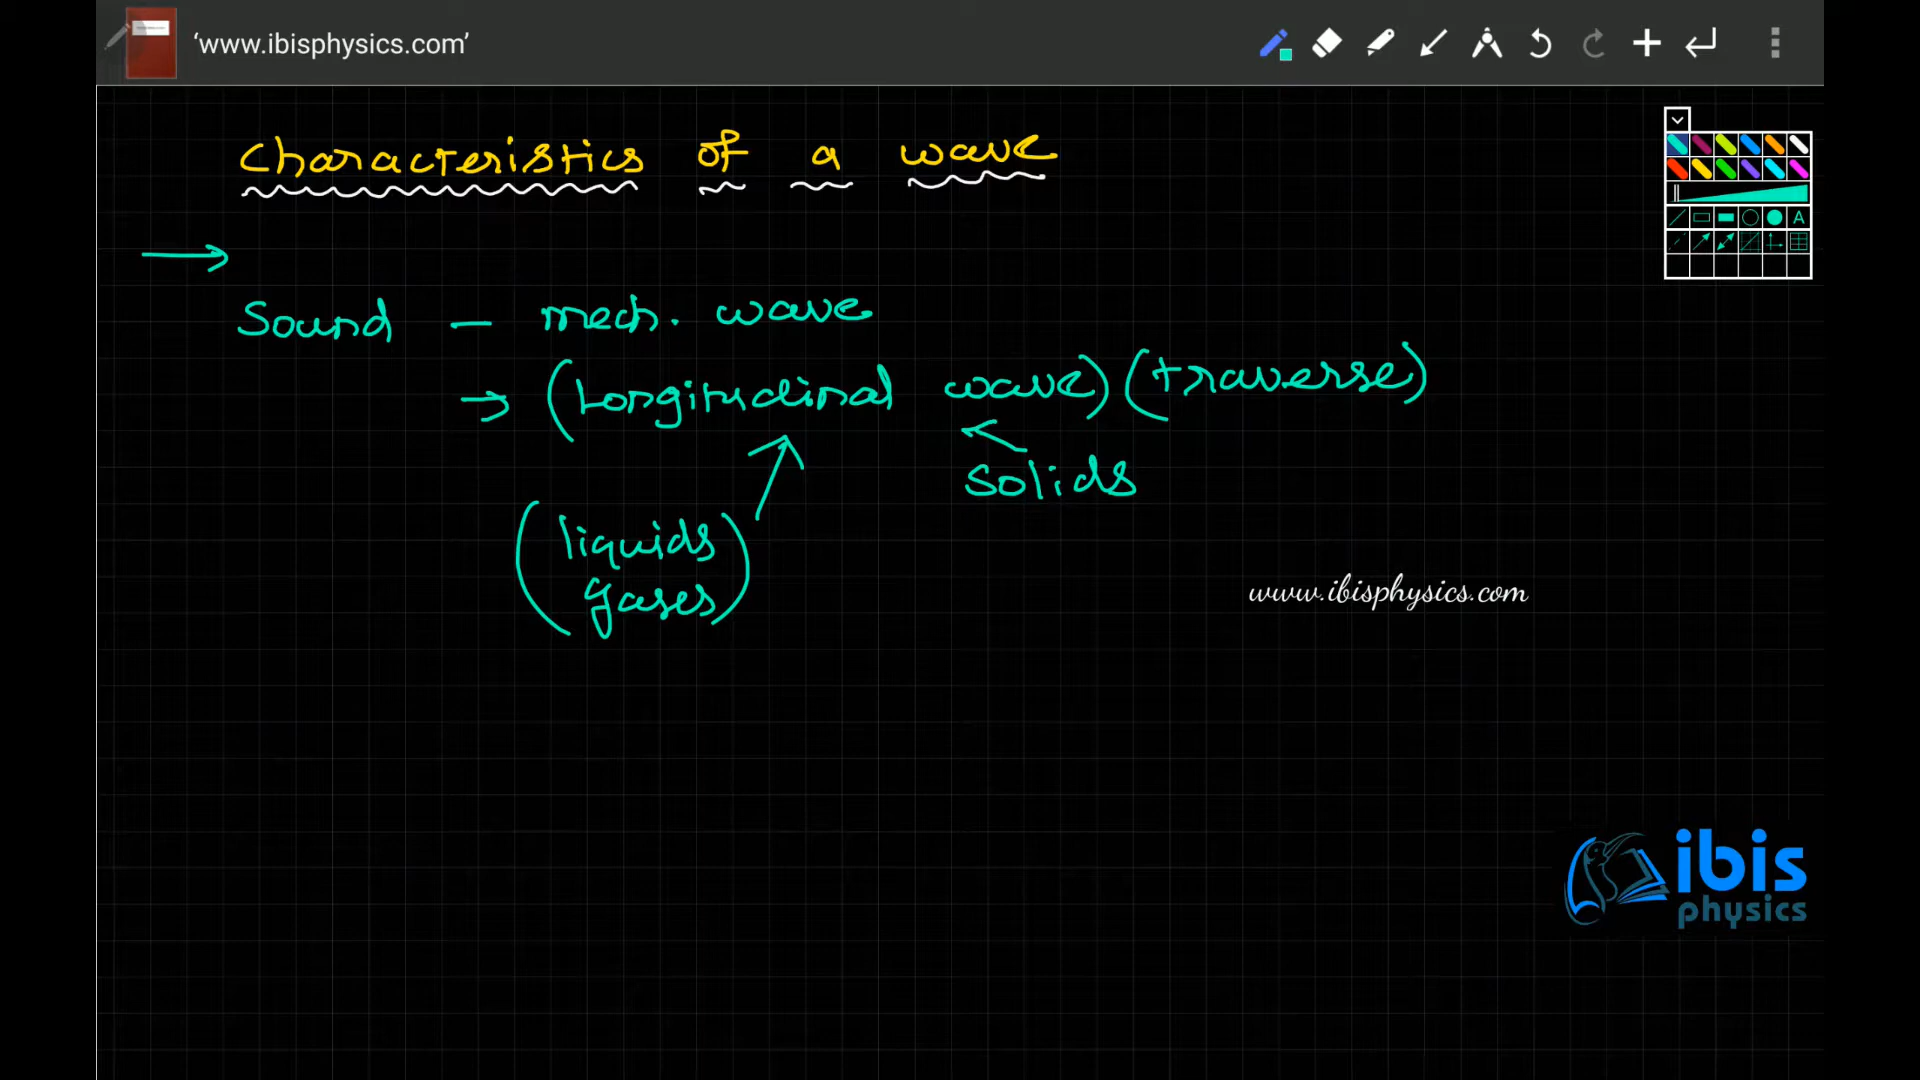 ‘www.ibisphysics.com’
A
Characteristics of a wave
→
Sound – mech. wave
→ (Longitudinal wave) (traverse)
solids
(liquids
gases)
www.ibisphysics.com
ibis
physics